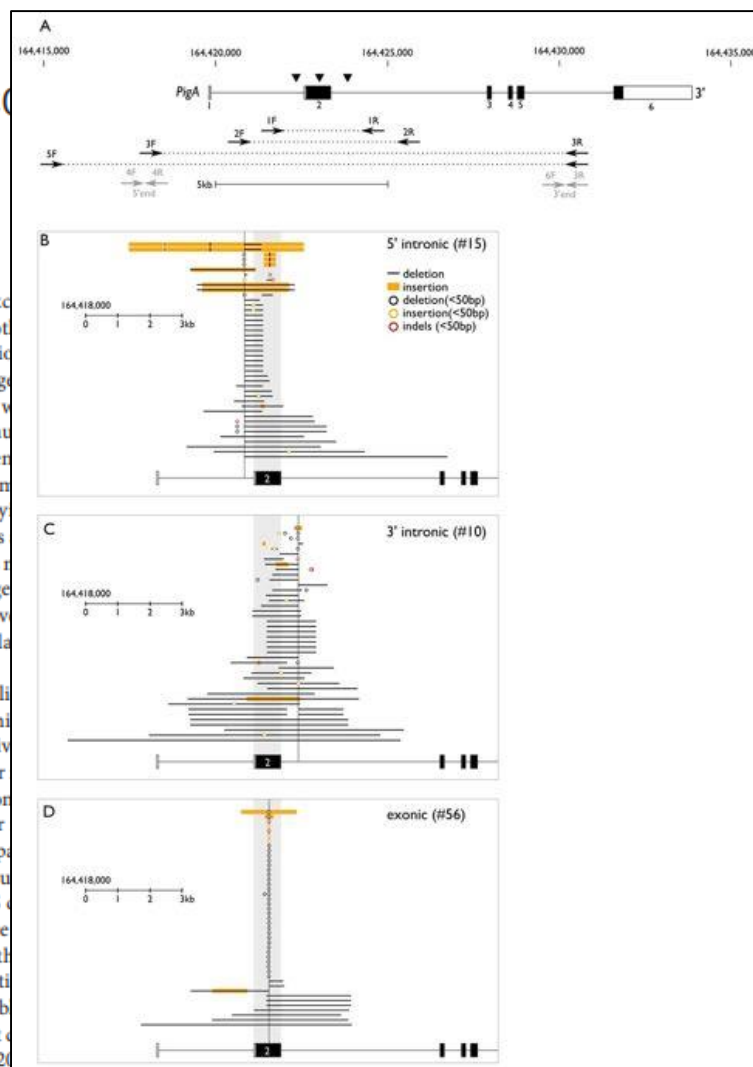 A
164,415,000 164,420,000 164,425,000 164,430,000 164,435,000
PigA 3'
1 2 3 4 5 6
1F 1R
2F 2R
3F 3R
5F
4F 4R 6F 3R
5'end 3'end
5kb
B 5' intronic (#15)
deletion
insertion
deletion(<50bp)
insertion(<50bp)
indels (<50bp)
164,418,000
0 1 2 3kb
2
C 3' intronic (#10)
164,418,000
0 1 2 3kb
2
D exonic (#56)
164,418,000
0 1 2 3kb
2